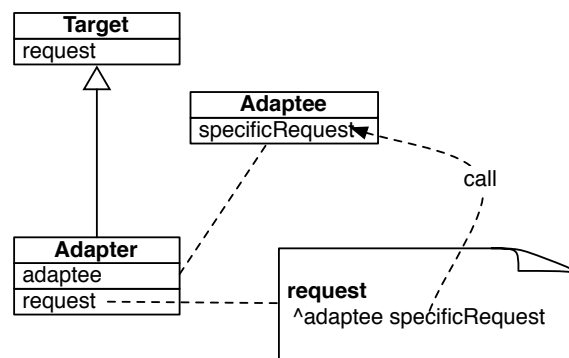 Target
request
Adaptee
specificRequest
call
Adapter
adaptee
request
request
^adaptee specificRequest